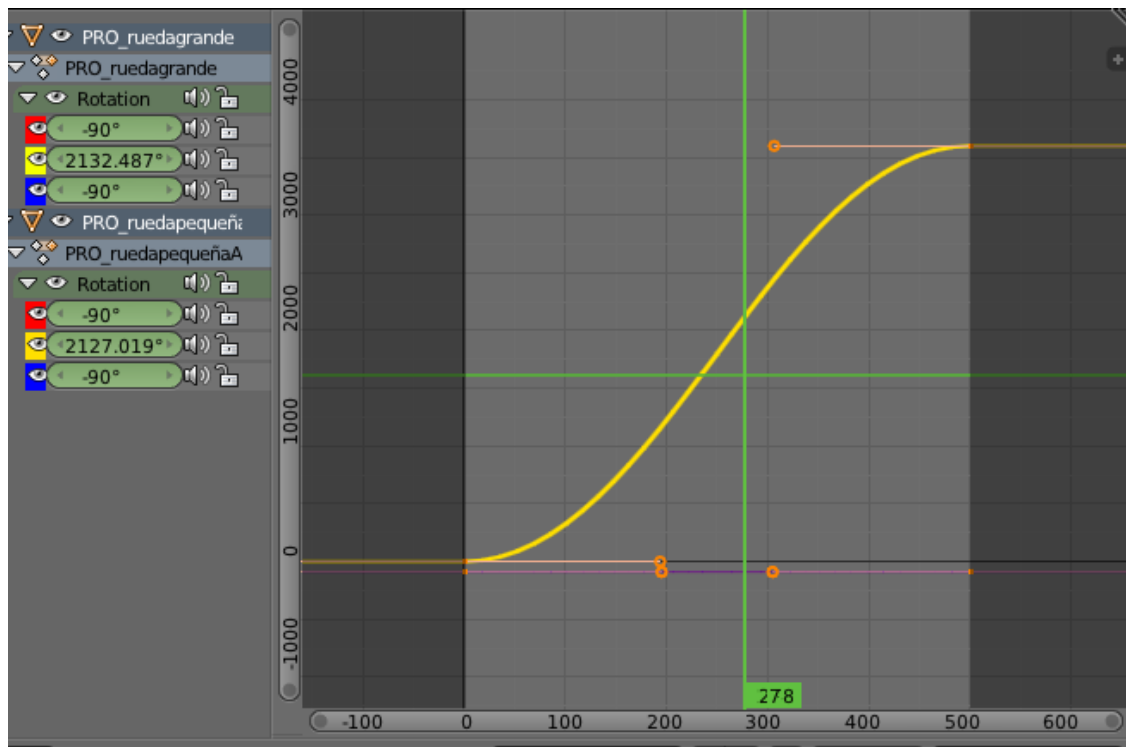 PRO_ruedagrande
PRO_ruedagrande
Rotation
-90°
2132.487°
-90°
PRO_ruedapequeña
PRO_ruedapequeñaA
Rotation
-90°
2127.019°
-90°
4000
3000
2000
1000
0
-1000
278
-100 0 100 200 300 400 500 600